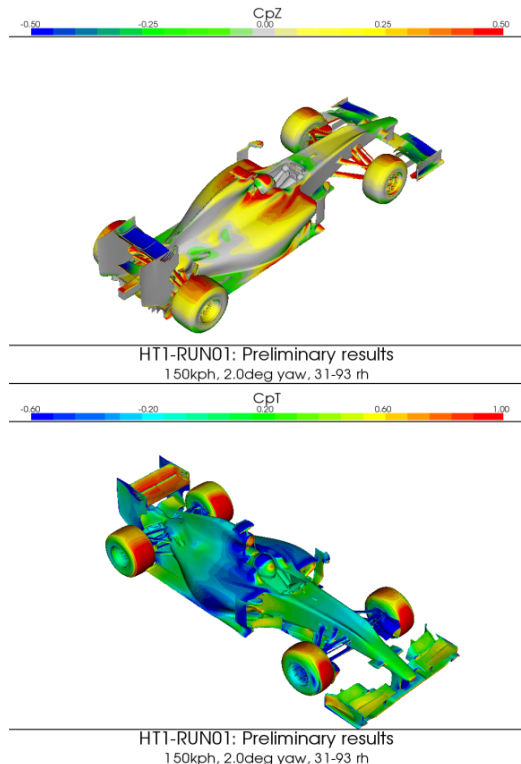 CpZ
-0.50 -0.25 0.00 0.25 0.50
HT1-RUN01: Preliminary results
150kph, 2.0deg yaw, 31-93 rh
CpT
-0.60 -0.20 0.20 0.60 1.00
HT1-RUN01: Preliminary results
150kph, 2.0deg yaw, 31-93 rh